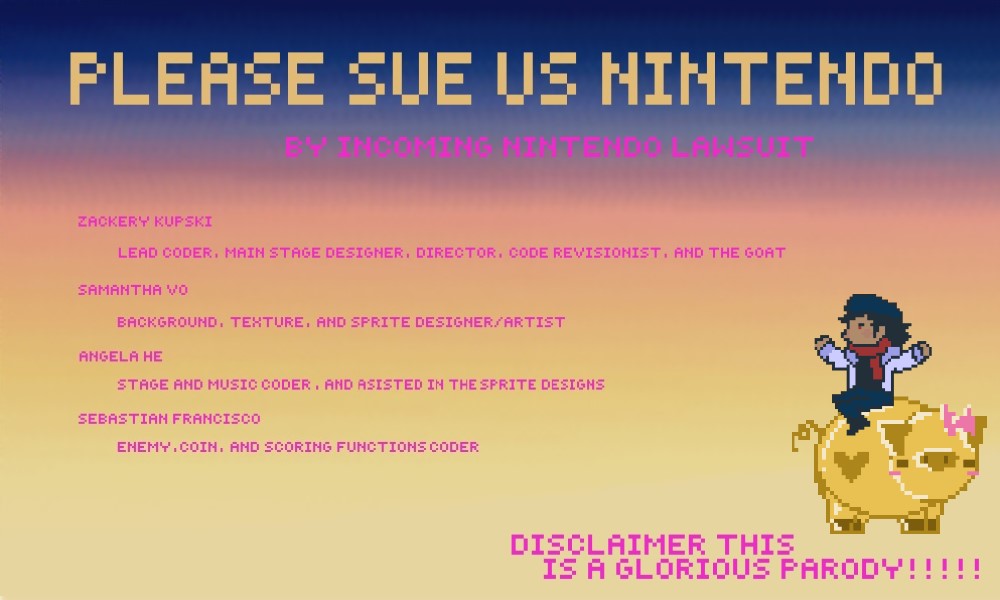 PLEASE SUE US NINTENDO
BY INCOMING NINTENDO LAWSUIT
ZACKERY KUPSKI
LEAD CODER, MAIN STAGE DESIGNER, DIRECTOR, CODE REVISIONIST, AND THE GOAT
SAMANTHA VO
BACKGROUND, TEXTURE, AND SPRITE DESIGNER/ARTIST
ANGELA HE
STAGE AND MUSIC CODER, AND ASISTED IN THE SPRITE DESIGNS
SEBASTIAN FRANCISCO
ENEMY,COIN, AND SCORING FUNCTIONS CODER
DISCLAIMER THIS
IS A GLORIOUS PARODY!!!!!